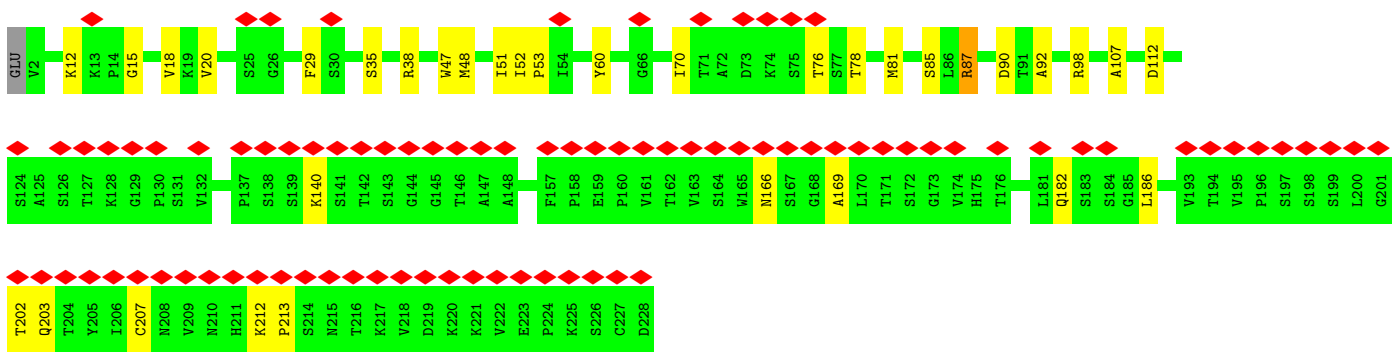 GLU V2 K12 K13 P14 G15 V18 K19 V20 S25 G26 F29 S30 S35 R38 W47 M48 I51 I52 P53 I54 Y60 G66 I70 T71 A72 D73 K74 S75 T76 S77 T78 M81 S85 L86 R87 D90 T91 A92 R98 A107 D112
S124 A125 S126 T127 K128 G129 P130 S131 V132 P137 S138 S139 K140 S141 T142 S143 G144 G145 T146 A147 A148 F157 P158 E159 P160 V161 T162 V163 S164 W165 N166 S167 G168 A169 L170 T171 S172 G173 V174 H175 T176 L181 Q182 S183 S184 G185 L186 V193 T194 V195 P196 S197 S198 S199 L200 G201
T202 Q203 T204 Y205 I206 C207 N208 V209 N210 H211 K212 P213 S214 N215 T216 K217 V218 D219 K220 K221 V222 E223 P224 K225 S226 C227 D228